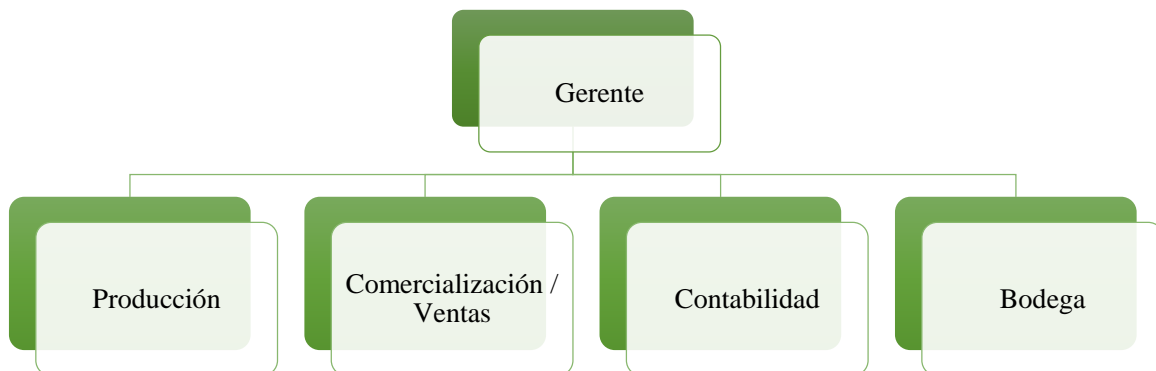 Gerente
Producción
Comercialización /
Ventas
Contabilidad
Bodega